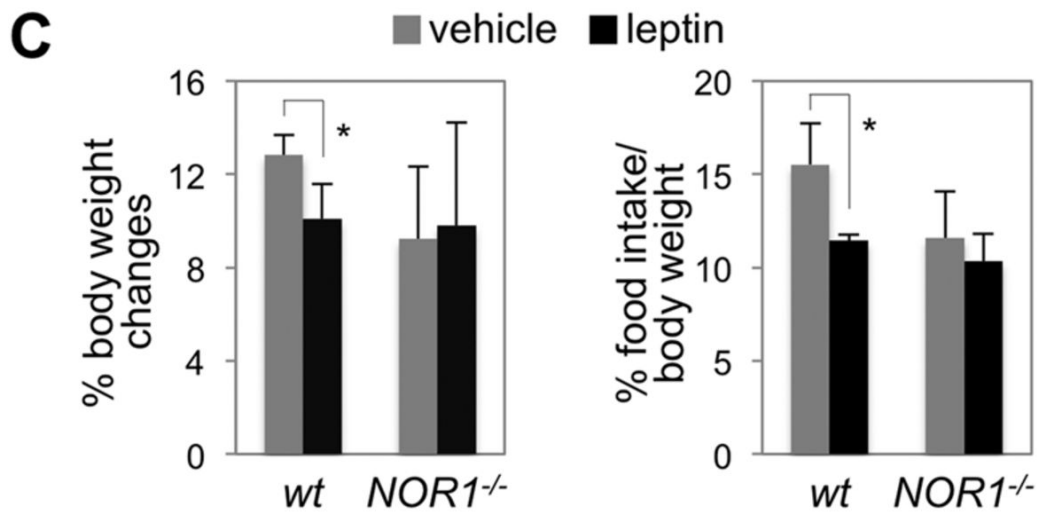 C
vehicle leptin
% body weight
changes
16
12
8
4
0
*
wt NOR1-/-
% food intake/
body weight
20
15
10
5
0
*
wt NOR1-/-